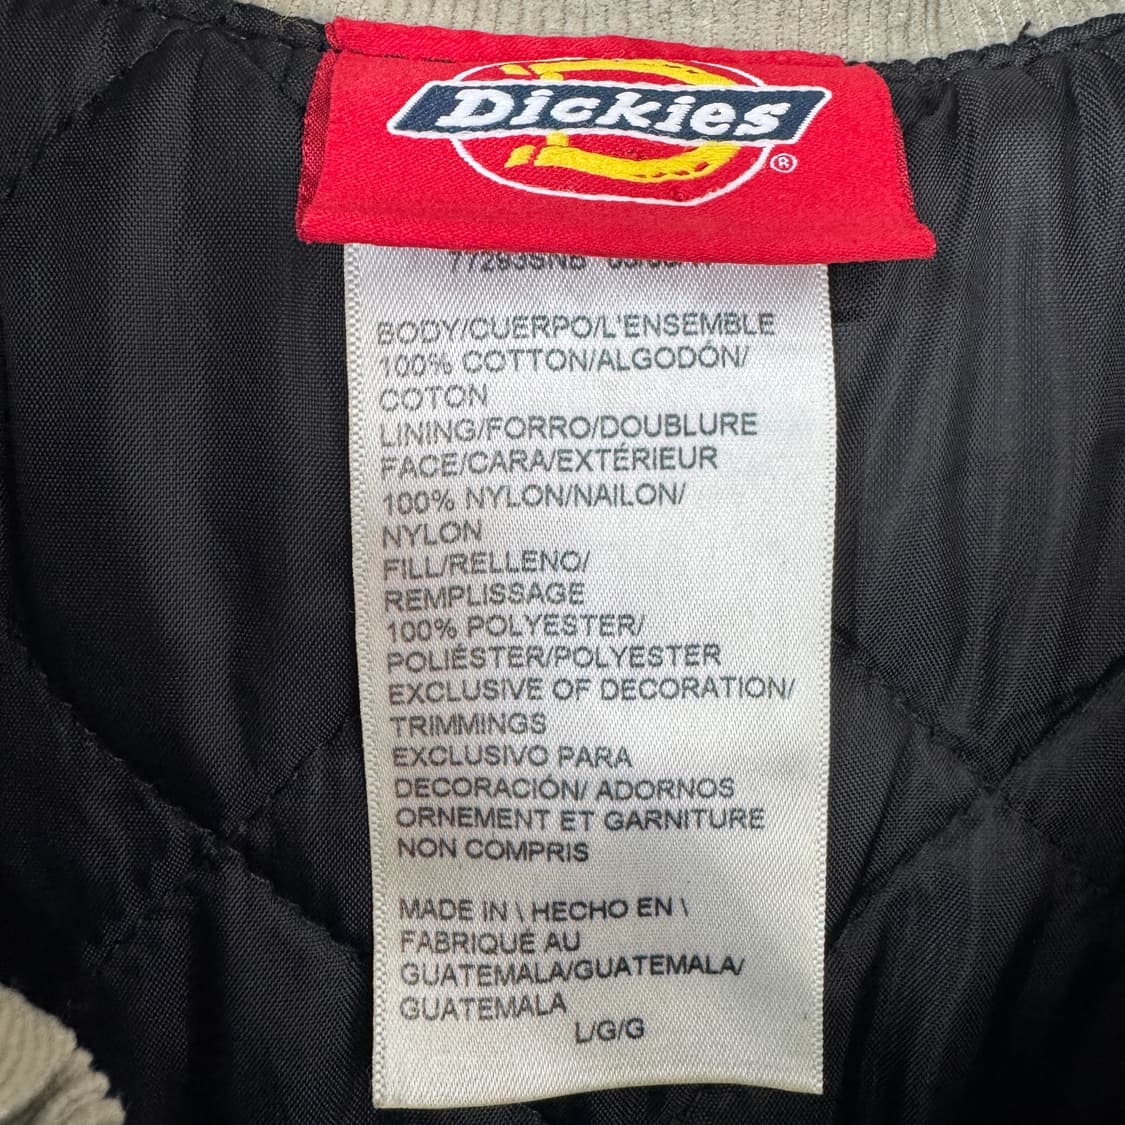 Dickies
®
BODY/CUERPO/L'ENSEMBLE
100% COTTON/ALGODÓN/
COTON
LINING/FORRO/DOUBLURE
FACE/CARA/EXTÉRIEUR
100% NYLON/NAILON/
NYLON
FILL/RELLENO/
REMPLISSAGE
100% POLYESTER/
POLIÉSTER/POLYESTER
EXCLUSIVE OF DECORATION/
TRIMMINGS
EXCLUSIVO PARA
DECORACIÓN/ ADORNOS
ORNEMENT ET GARNITURE
NON COMPRIS
MADE IN \ HECHO EN \
FABRIQUÉ AU
GUATEMALA/GUATEMALA/
GUATEMALA
L/G/G